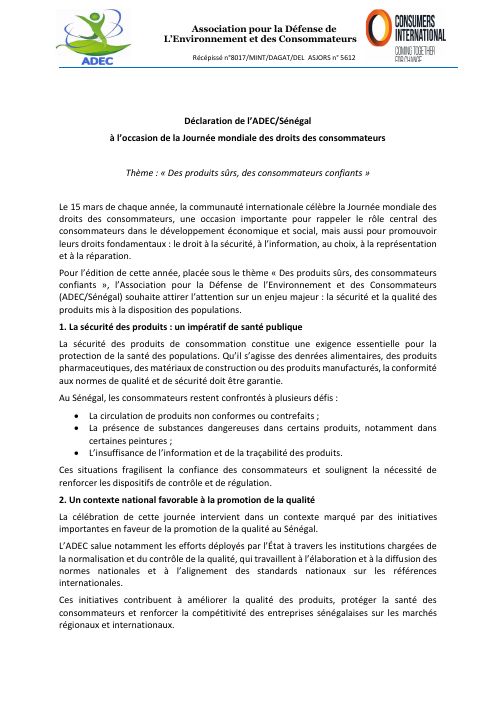 ADEC
Association pour la Défense de
L'Environnement et des Consommateurs
Récépissé n°8017/MINT/DAGAT/DEL ASJORS n° 5612
CONSUMERS
INTERNATIONAL
COMING TOGETHER
FOR CHANGE
Déclaration de l'ADEC/Sénégal
à l'occasion de la Journée mondiale des droits des consommateurs
Thème : « Des produits sûrs, des consommateurs confiants »
Le 15 mars de chaque année, la communauté internationale célèbre la Journée mondiale des
droits des consommateurs, une occasion importante pour rappeler le rôle central des
consommateurs dans le développement économique et social, mais aussi pour promouvoir
leurs droits fondamentaux : le droit à la sécurité, à l'information, au choix, à la représentation
et à la réparation.
Pour l'édition de cette année, placée sous le thème « Des produits sûrs, des consommateurs
confiants », l'Association pour la Défense de l'Environnement et des Consommateurs
(ADEC/Sénégal) souhaite attirer l'attention sur un enjeu majeur : la sécurité et la qualité des
produits mis à la disposition des populations.
1. La sécurité des produits : un impératif de santé publique
La sécurité des produits de consommation constitue une exigence essentielle pour la
protection de la santé des populations. Qu'il s'agisse des denrées alimentaires, des produits
pharmaceutiques, des matériaux de construction ou des produits manufacturés, la conformité
aux normes de qualité et de sécurité doit être garantie.
Au Sénégal, les consommateurs restent confrontés à plusieurs défis :
• La circulation de produits non conformes ou contrefaits ;
• La présence de substances dangereuses dans certains produits, notamment dans
certaines peintures ;
• L'insuffisance de l'information et de la traçabilité des produits.
Ces situations fragilisent la confiance des consommateurs et soulignent la nécessité de
renforcer les dispositifs de contrôle et de régulation.
2. Un contexte national favorable à la promotion de la qualité
La célébration de cette journée intervient dans un contexte marqué par des initiatives
importantes en faveur de la promotion de la qualité au Sénégal.
L'ADEC salue notamment les efforts déployés par l'État à travers les institutions chargées de
la normalisation et du contrôle de la qualité, qui travaillent à l'élaboration et à la diffusion des
normes nationales et à l'alignement des standards nationaux sur les références
internationales.
Ces initiatives contribuent à améliorer la qualité des produits, protéger la santé des
consommateurs et renforcer la compétitivité des entreprises sénégalaises sur les marchés
régionaux et internationaux.